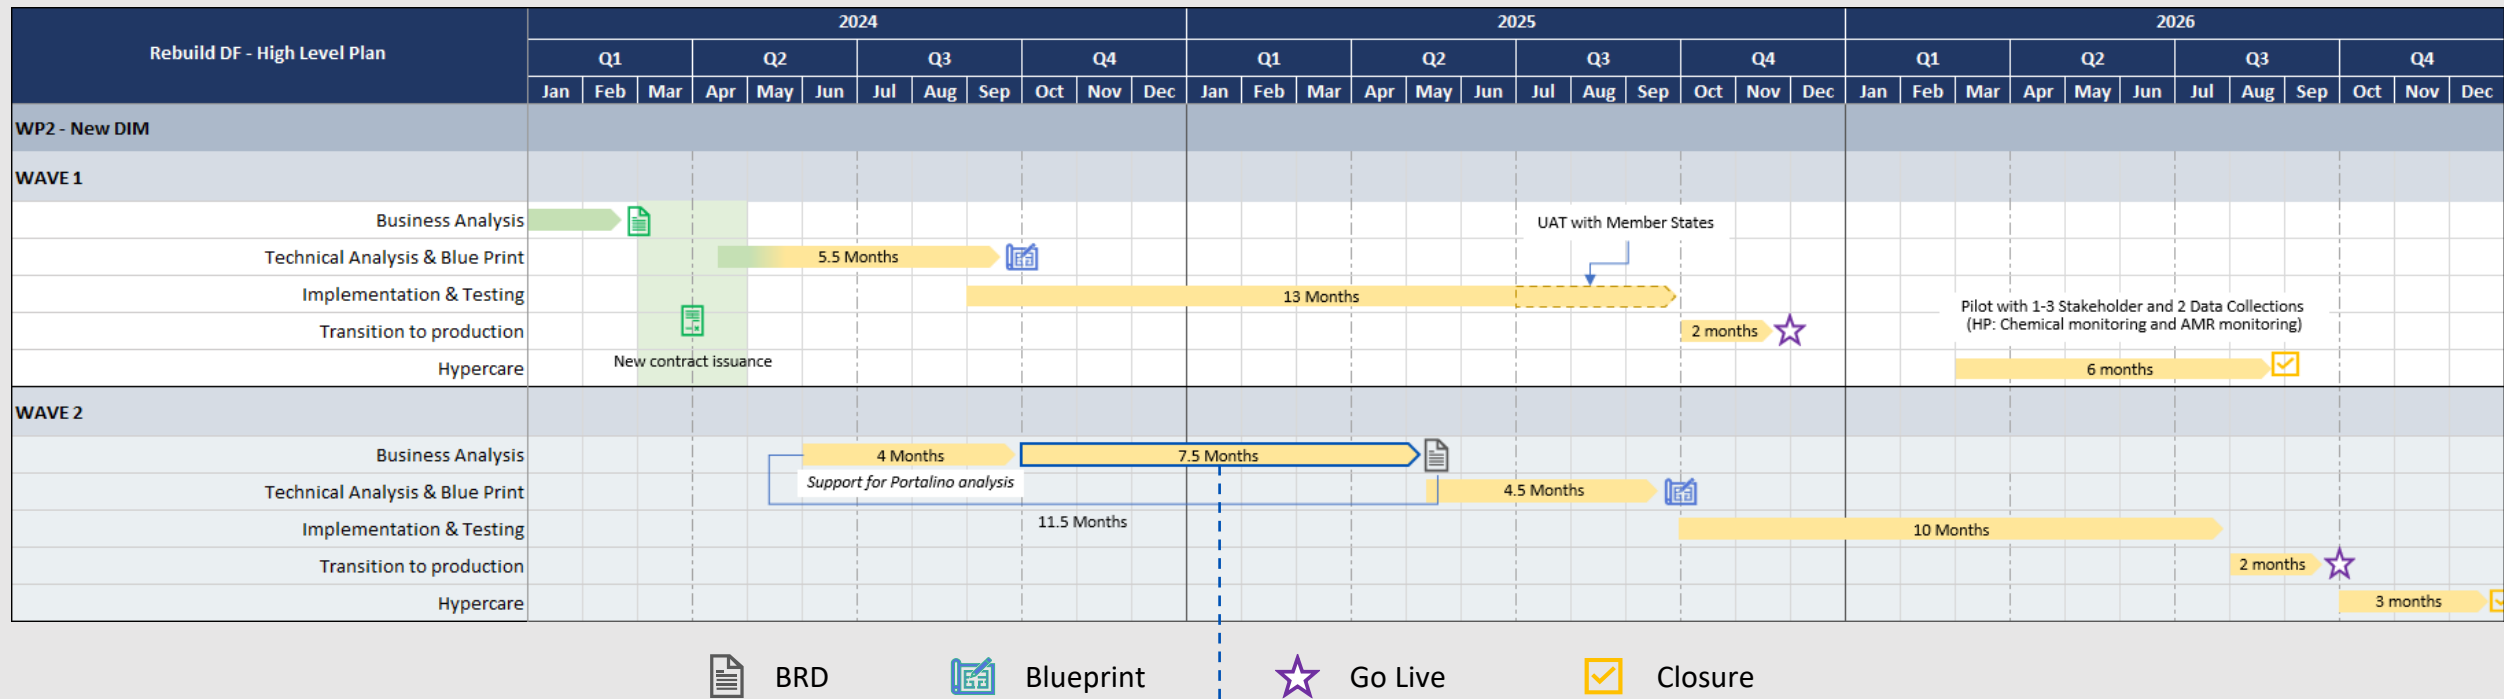 Rebuild DF - High Level Plan
2024 2025 2026
Q1 Q2 Q3 Q4 Q1 Q2 Q3 Q4 Q1 Q2 Q3 Q4
Jan Feb Mar Apr May Jun Jul Aug Sep Oct Nov Dec Jan Feb Mar Apr May Jun Jul Aug Sep Oct Nov Dec Jan Feb Mar Apr May Jun Jul Aug Sep Oct Nov Dec
WP2 - New DIM
WAVE 1
Business Analysis
UAT with Member States
Technical Analysis & Blue Print 5.5 Months
Implementation & Testing 13 Months
Pilot with 1-3 Stakeholder and 2 Data Collections
(HP: Chemical monitoring and AMR monitoring)
Transition to production 2 months
New contract issuance
Hypercare 6 months
WAVE 2
Business Analysis 4 Months 7.5 Months
Support for Portalino analysis
Technical Analysis & Blue Print 4.5 Months
11.5 Months
Implementation & Testing 10 Months
Transition to production 2 months
Hypercare 3 months
BRD Blueprint Go Live Closure